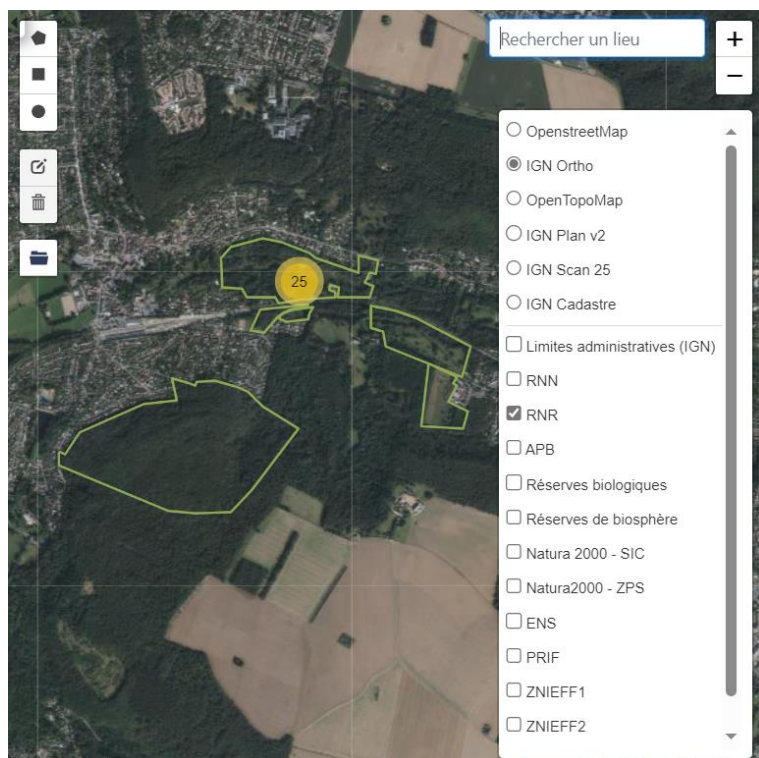 Rechercher un lieu
+
−
OpenstreetMap
IGN Ortho
OpenTopoMap
IGN Plan v2
IGN Scan 25
IGN Cadastre
Limites administratives (IGN)
RNN
RNR
APB
Réserves biologiques
Réserves de biosphère
Natura 2000 - SIC
Natura2000 - ZPS
ENS
PRIF
ZNIEFF1
ZNIEFF2
25